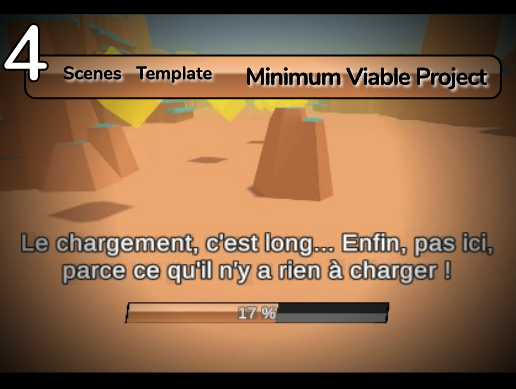 4
Scenes Template Minimum Viable Project
Le chargement, c'est long... Enfin, pas ici,
parce ce qu'il n'y a rien à charger !
17 %